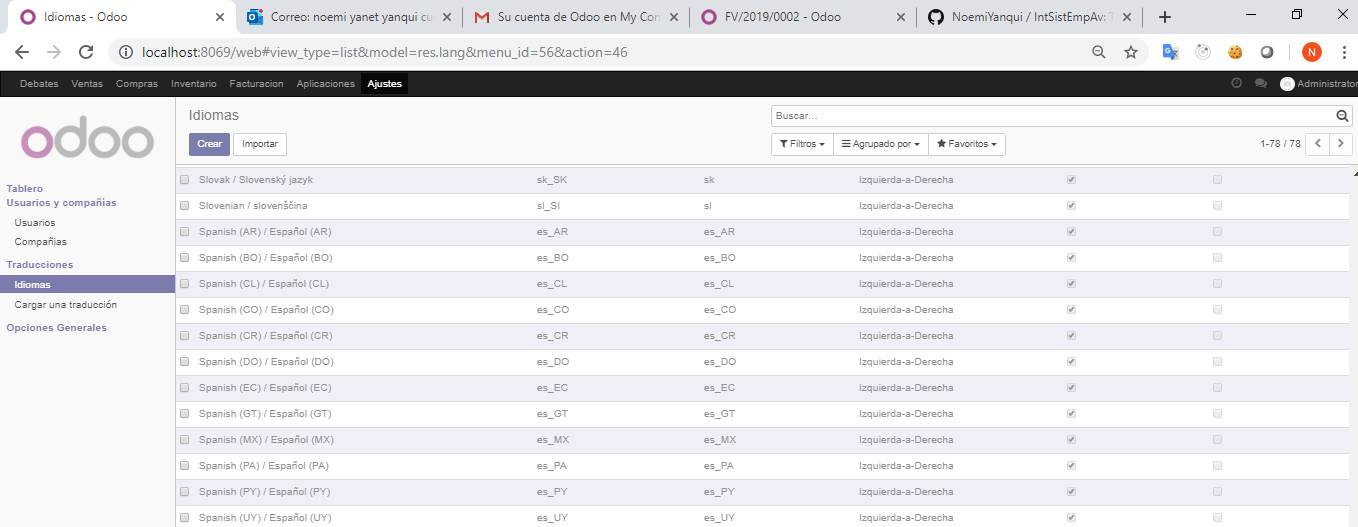 Idiomas - Odoo
Correo: noemi yanet yanqui cu
Su cuenta de Odoo en My Com
FV/2019/0002 - Odoo
NoemiYanqui / IntSistEmpAv: T
localhost:8069/web#view_type=list&model=res.lang&menu_id=56&action=46
N
Debates Ventas Compras Inventario Facturacion Aplicaciones Ajustes
Administrator
odoo
Tablero
Usuarios y compañías
Usuarios
Compañias
Traducciones
Idiomas
Cargar una traducción
Opciones Generales
Idiomas
Buscar...
Crear Importar
Filtros Agrupado por Favoritos
1-78 / 78
Slovak / Slovenský jazyk sk_SK sk Izquierda-a-Derecha
Slovenian / slovenščina sl_SI sl Izquierda-a-Derecha
Spanish (AR) / Español (AR) es_AR es_AR Izquierda-a-Derecha
Spanish (BO) / Español (BO) es_BO es_BO Izquierda-a-Derecha
Spanish (CL) / Español (CL) es_CL es_CL Izquierda-a-Derecha
Spanish (CO) / Español (CO) es_CO es_CO Izquierda-a-Derecha
Spanish (CR) / Español (CR) es_CR es_CR Izquierda-a-Derecha
Spanish (DO) / Español (DO) es_DO es_DO Izquierda-a-Derecha
Spanish (EC) / Español (EC) es_EC es_EC Izquierda-a-Derecha
Spanish (GT) / Español (GT) es_GT es_GT Izquierda-a-Derecha
Spanish (MX) / Español (MX) es_MX es_MX Izquierda-a-Derecha
Spanish (PA) / Español (PA) es_PA es_PA Izquierda-a-Derecha
Spanish (PY) / Español (PY) es_PY es_PY Izquierda-a-Derecha
Spanish (UY) / Español (UY) es_UY es_UY Izquierda-a-Derecha